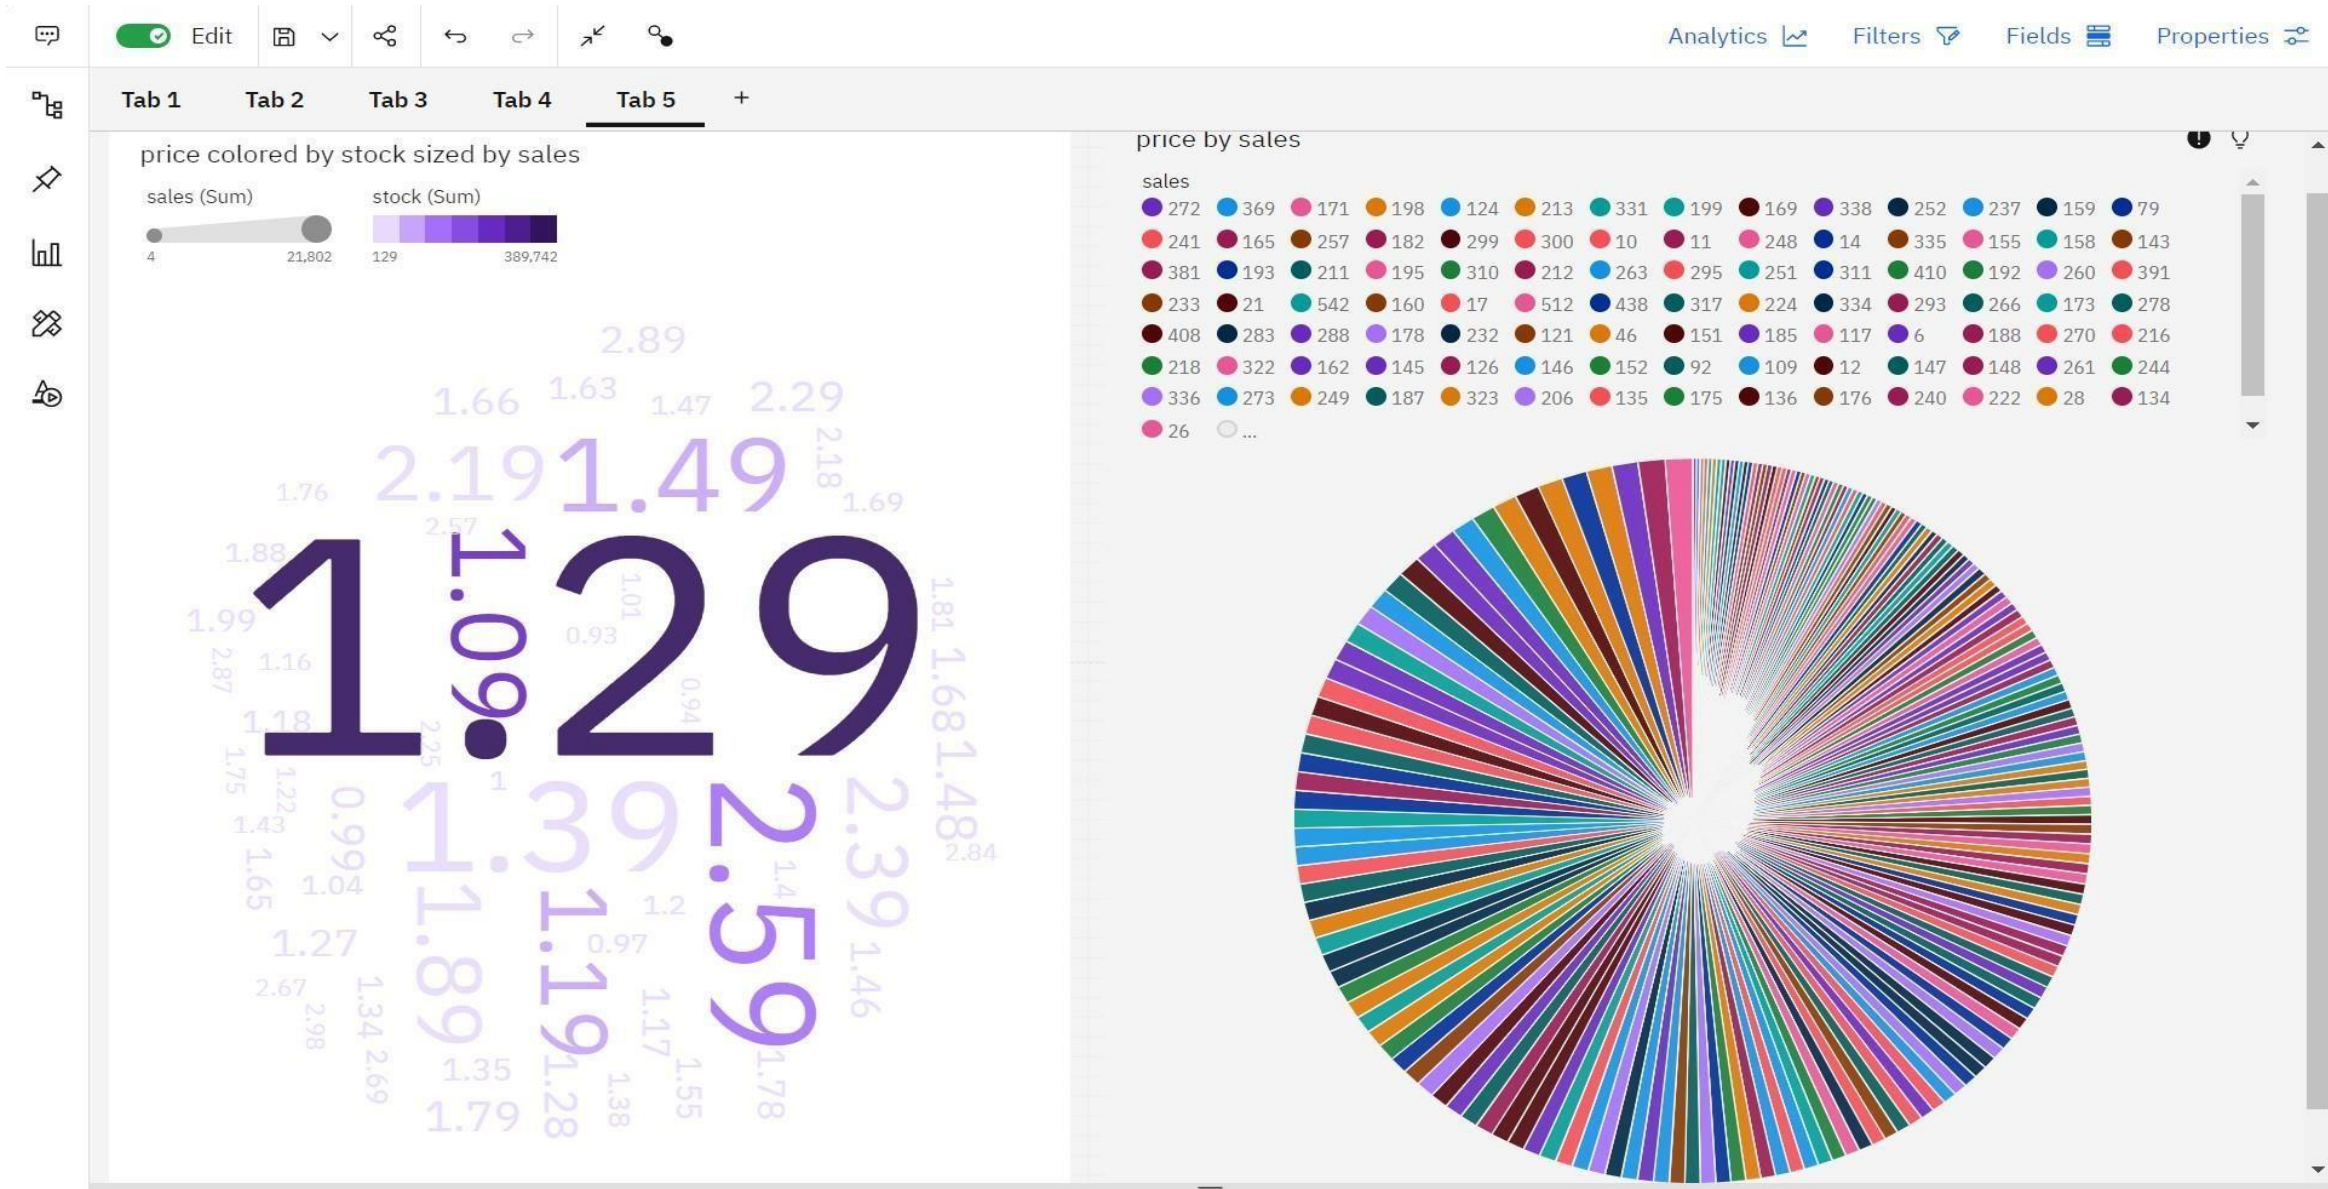 Edit
Analytics
Filters
Fields
Properties
Tab 1 Tab 2 Tab 3 Tab 4 Tab 5 +
price colored by stock sized by sales
sales (Sum) stock (Sum)
4 21,802 129 389,742
2.89
1.66 1.63 1.47 2.29
2.19 1.49 2.18
1.76 1.69
2.57
1.88
1.29
1.09
1.01
1.81
1.99 0.93
2.87 1.16 1.68
0.94
1.18 2.25
1.75 1.22 1 1.48
0.99 1.39 2.59 2.39
1.43 2.84
1.65 1.04 1.4
1.89 1.19 1.2
1.27 0.97 1.46
2.67 1.34 1.17
2.98
2.69 1.35 1.28 1.38 1.55 1.78
1.79
price by sales
sales
272 369 171 198 124 213 331 199 169 338 252 237 159 79
241 165 257 182 299 300 10 11 248 14 335 155 158 143
381 193 211 195 310 212 263 295 251 311 410 192 260 391
233 21 542 160 17 512 438 317 224 334 293 266 173 278
408 283 288 178 232 121 46 151 185 117 6 188 270 216
218 322 162 145 126 146 152 92 109 12 147 148 261 244
336 273 249 187 323 206 135 175 136 176 240 222 28 134
26 ...